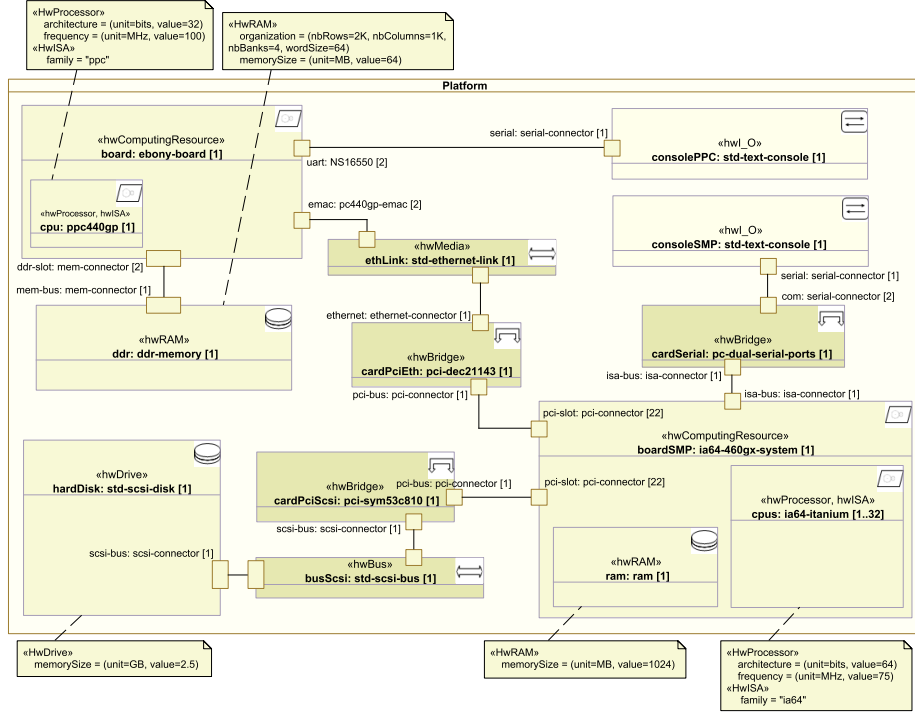 «HwProcessor»
architecture = (unit=bits, value=32)
frequency = (unit=MHz, value=100)
«HwISA»
family = "ppc"
«HwRAM»
organization = (nbRows=2K, nbColumns=1K,
nbBanks=4, wordSize=64)
memorySize = (unit=MB, value=64)
Platform
«hwComputingResource»
board: ebony-board [1]
serial: serial-connector [1]
uart: NS16550 [2]
«hwI_O»
consolePPC: std-text-console [1]
«hwProcessor, hwISA»
cpu: ppc440gp [1]
emac: pc440gp-emac [2]
«hwI_O»
consoleSMP: std-text-console [1]
«hwMedia»
ethLink: std-ethernet-link [1]
ddr-slot: mem-connector [2]
mem-bus: mem-connector [1]
serial: serial-connector [1]
com: serial-connector [2]
ethernet: ethernet-connector [1]
«hwRAM»
ddr: ddr-memory [1]
«hwBridge»
cardPciEth: pci-dec21143 [1]
«hwBridge»
cardSerial: pc-dual-serial-ports [1]
isa-bus: isa-connector [1]
pci-bus: pci-connector [1]
isa-bus: isa-connector [1]
pci-slot: pci-connector [22]
«hwComputingResource»
boardSMP: ia64-460gx-system [1]
«hwDrive»
hardDisk: std-scsi-disk [1]
«hwBridge»
cardPciScsi: pci-sym53c810 [1]
pci-bus: pci-connector [1]
pci-slot: pci-connector [22]
«hwProcessor, hwISA»
cpus: ia64-itanium [1..32]
scsi-bus: scsi-connector [1]
scsi-bus: scsi-connector [1]
«hwBus»
busScsi: std-scsi-bus [1]
«hwRAM»
ram: ram [1]
«HwDrive»
memorySize = (unit=GB, value=2.5)
«HwRAM»
memorySize = (unit=MB, value=1024)
«HwProcessor»
architecture = (unit=bits, value=64)
frequency = (unit=MHz, value=75)
«HwISA»
family = "ia64"